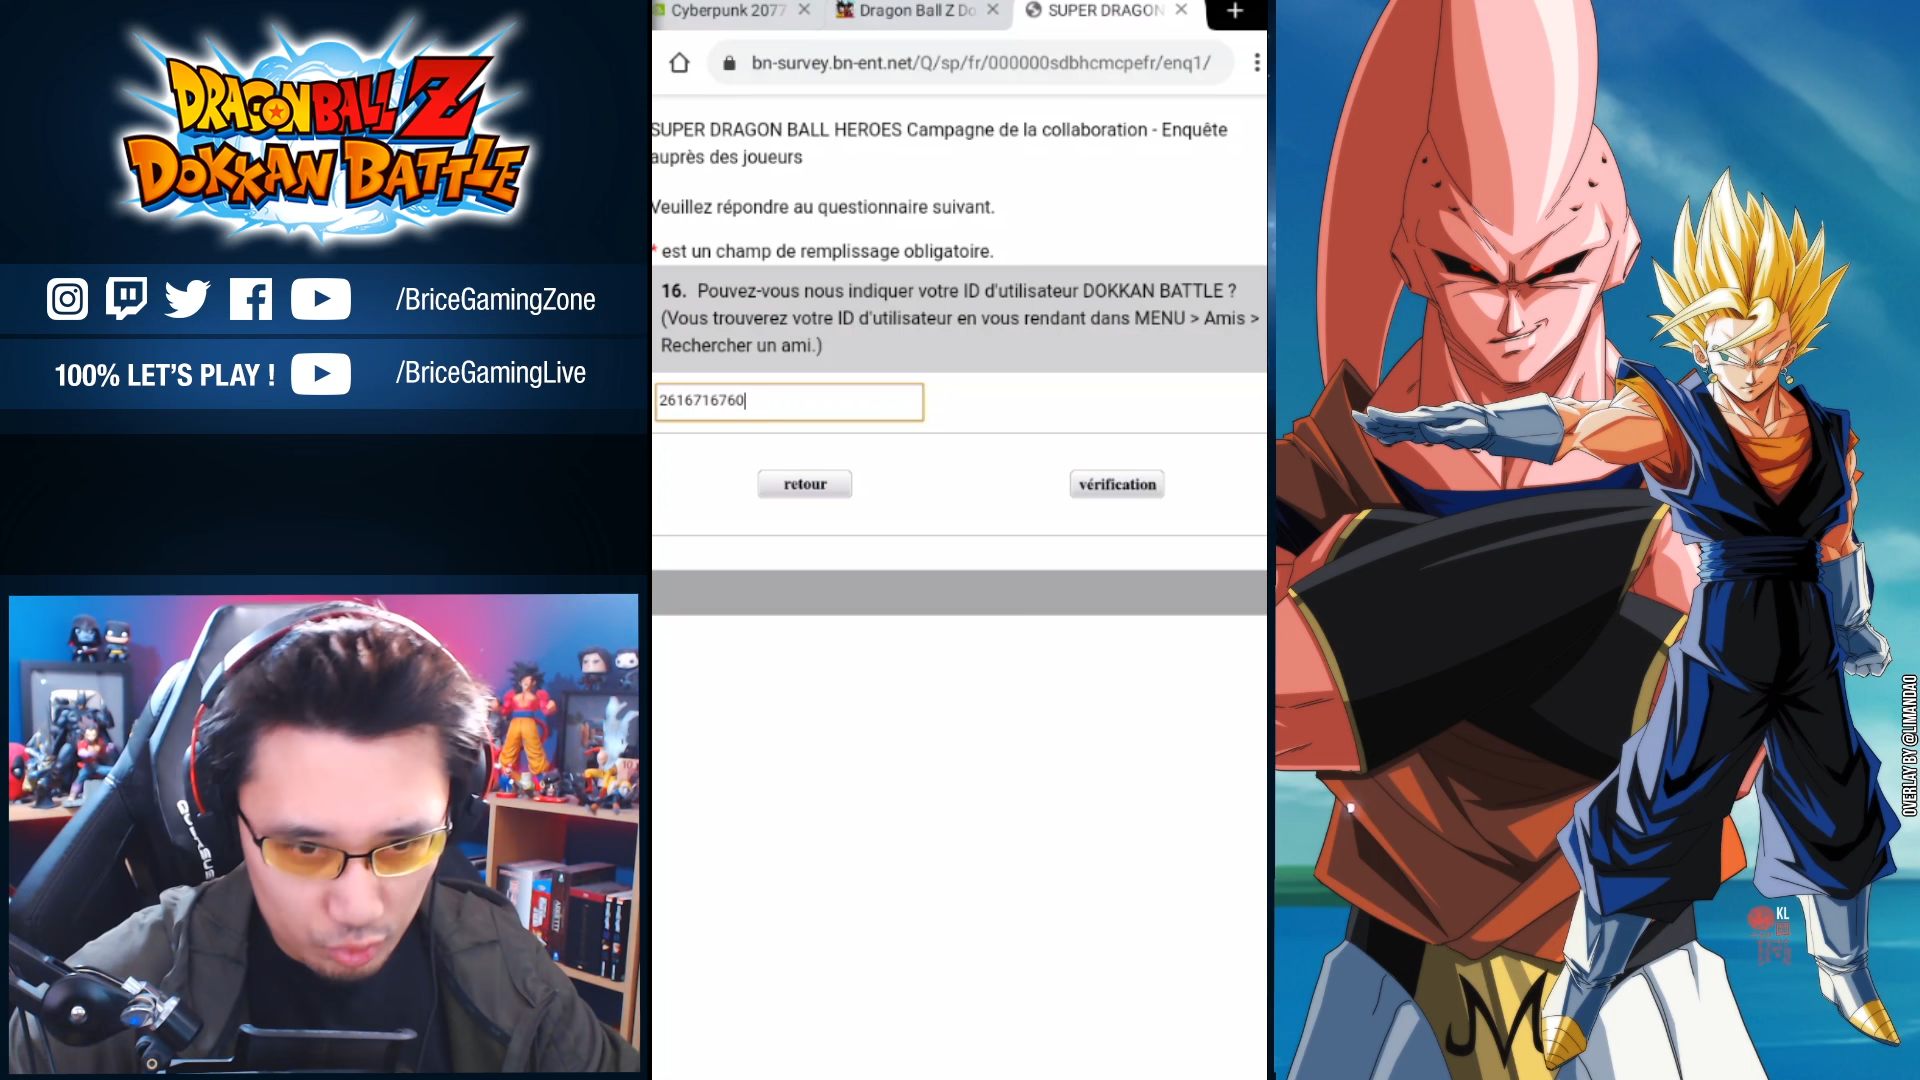 DRAGON BALL Z
DOKKAN BATTLE
/BriceGamingZone
100% LET'S PLAY !
/BriceGamingLive
Cyberpunk 2077
Dragon Ball Z Do
SUPER DRAGON
bn-survey.bn-ent.net/Q/sp/fr/000000sdbhcmcpefr/enq1/
SUPER DRAGON BALL HEROES Campagne de la collaboration - Enquête
auprès des joueurs
Veuillez répondre au questionnaire suivant.
* est un champ de remplissage obligatoire.
16. Pouvez-vous nous indiquer votre ID d'utilisateur DOKKAN BATTLE ?
(Vous trouverez votre ID d'utilisateur en vous rendant dans MENU > Amis >
Rechercher un ami.)
2616716760
retour
vérification
OVERLAY BY @LIMANDAO
KL